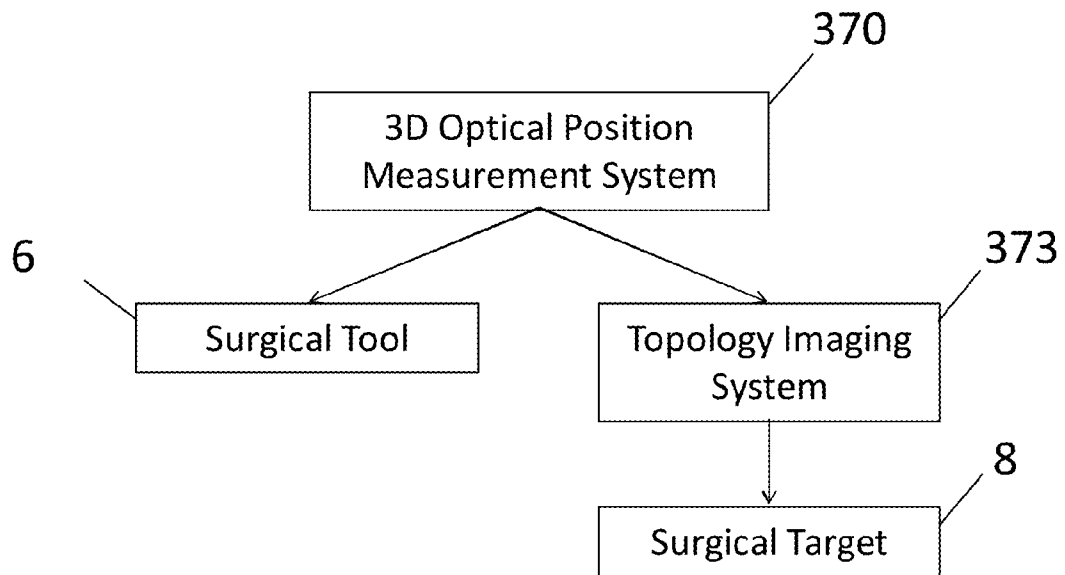 370
3D Optical Position
Measurement System
6
373
Surgical Tool
Topology Imaging
System
8
Surgical Target